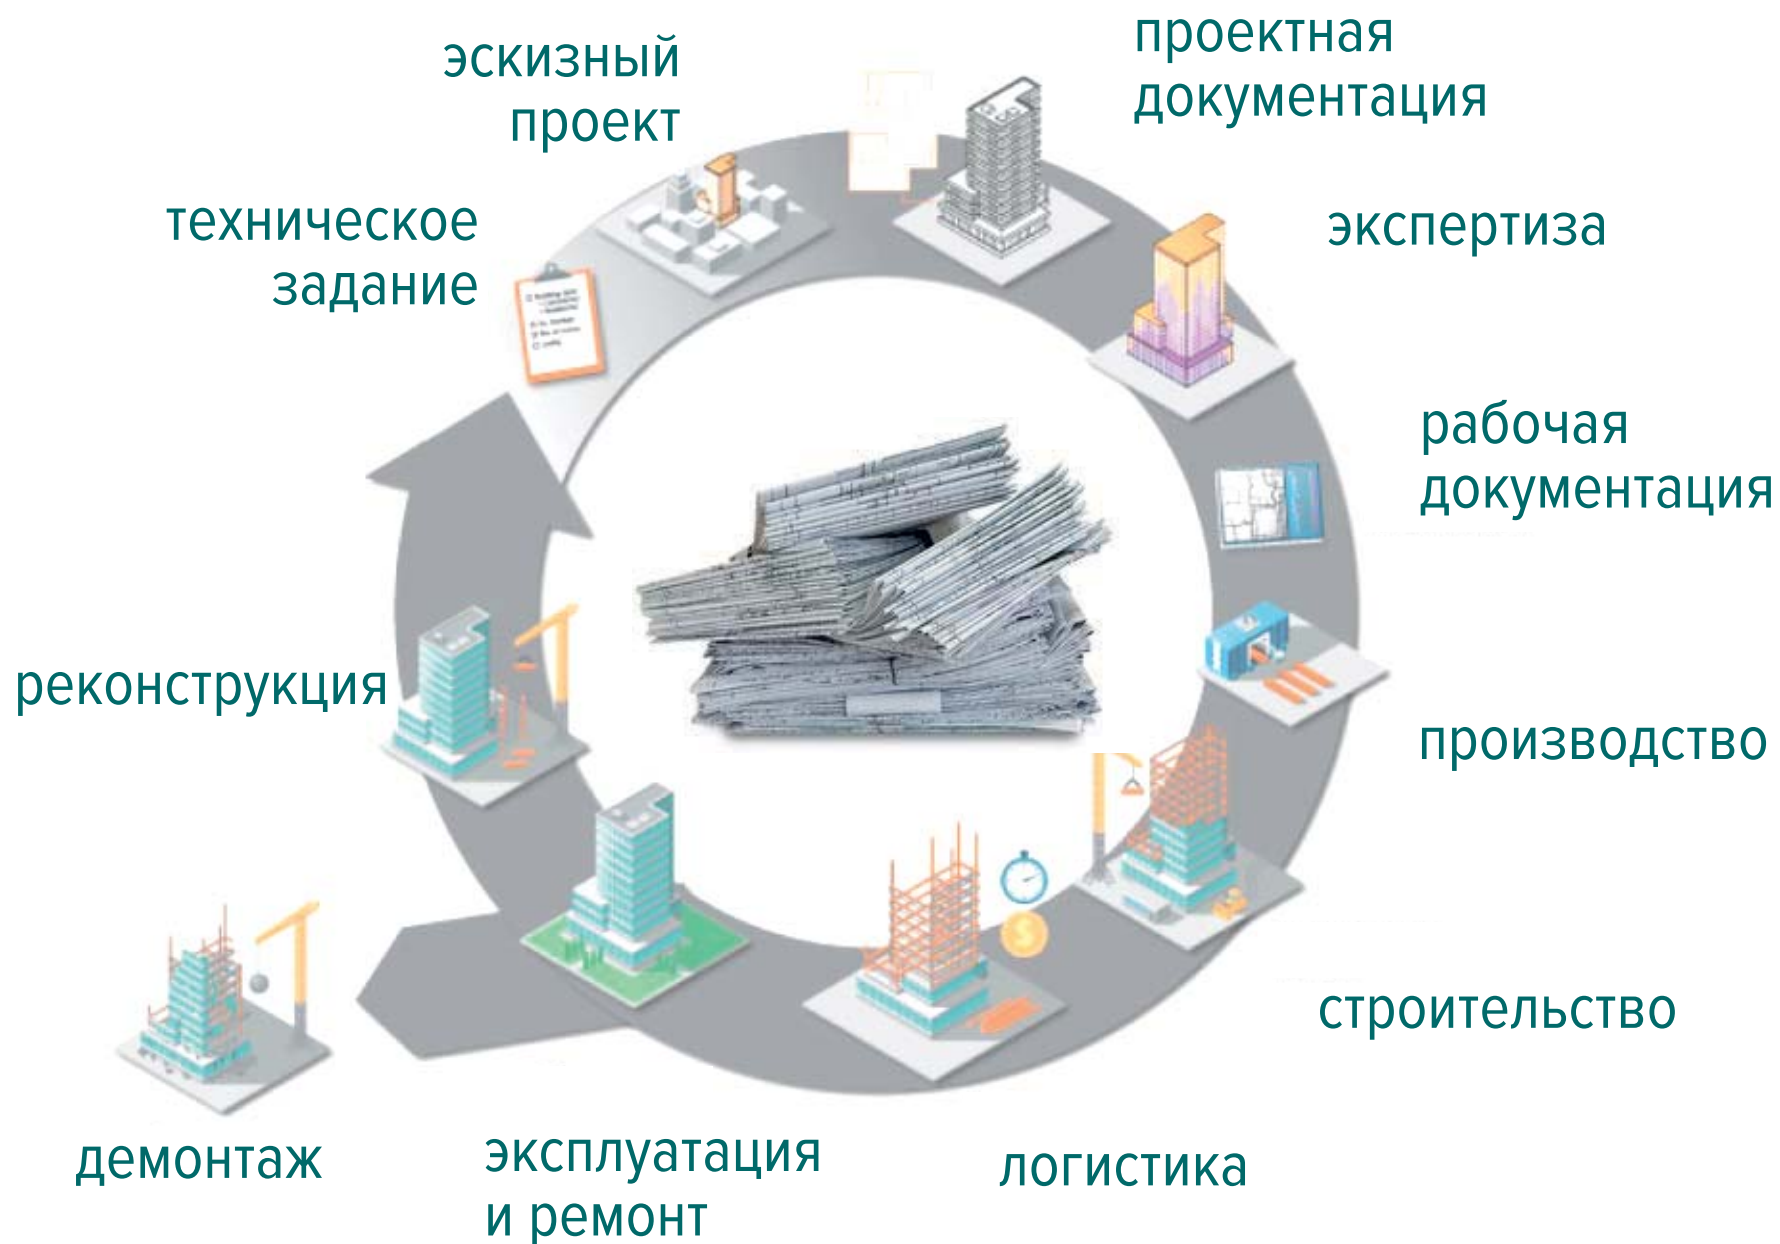 эскизный
проект
проектная
документация
техническое
задание
экспертиза
рабочая
документация
реконструкция
производство
строительство
демонтаж
эксплуатация
и ремонт
логистика